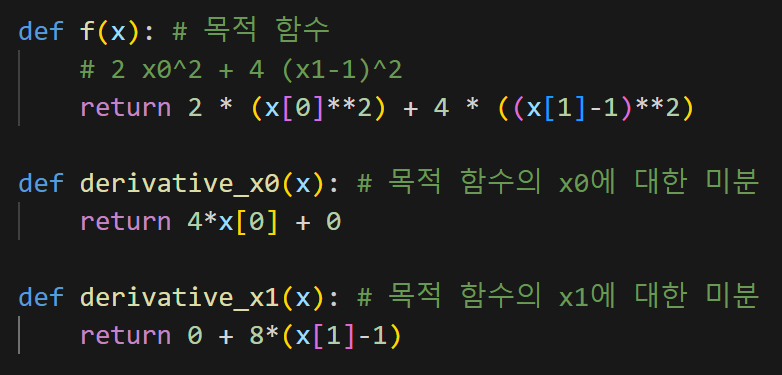 def f(x): # 목적 함수
# 2 x0^2 + 4 (x1-1)^2
return 2 * (x[0]**2) + 4 * ((x[1]-1)**2)
def derivative_x0(x): # 목적 함수의 x0에 대한 미분
return 4*x[0] + 0
def derivative_x1(x): # 목적 함수의 x1에 대한 미분
return 0 + 8*(x[1]-1)